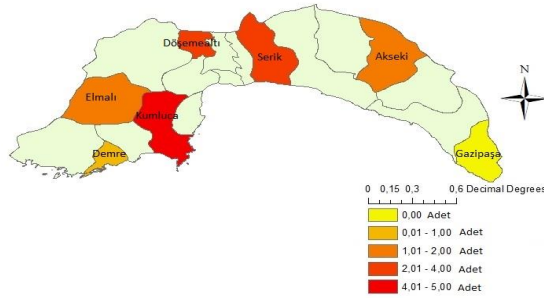 Döşemealtı
Serik
Akseki
N
Elmalı
Kumluca
Demre
Gazipaşa
0 0,15 0,3 0,6 Decimal Degrees
0,00 Adet
0,01 - 1,00 Adet
1,01 - 2,00 Adet
2,01 - 4,00 Adet
4,01 - 5,00 Adet